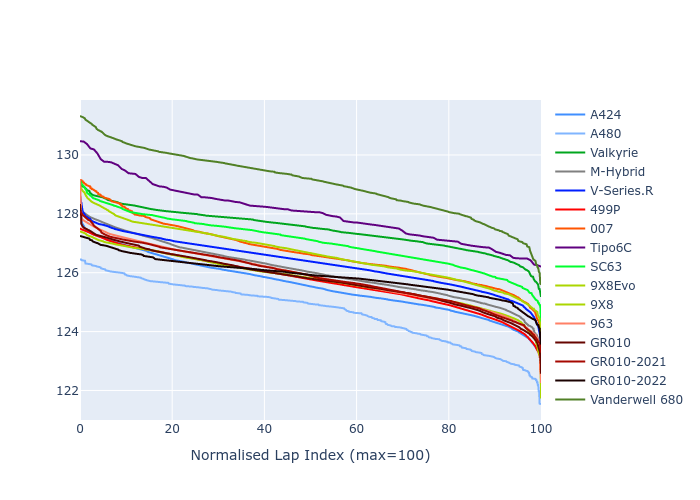 130
128
126
124
122
0 20 40 60 80 100
Normalised Lap Index (max=100)
A424
A480
Valkyrie
M-Hybrid
V-Series.R
499P
007
Tipo6C
SC63
9X8Evo
9X8
963
GR010
GR010-2021
GR010-2022
Vanderwell 680